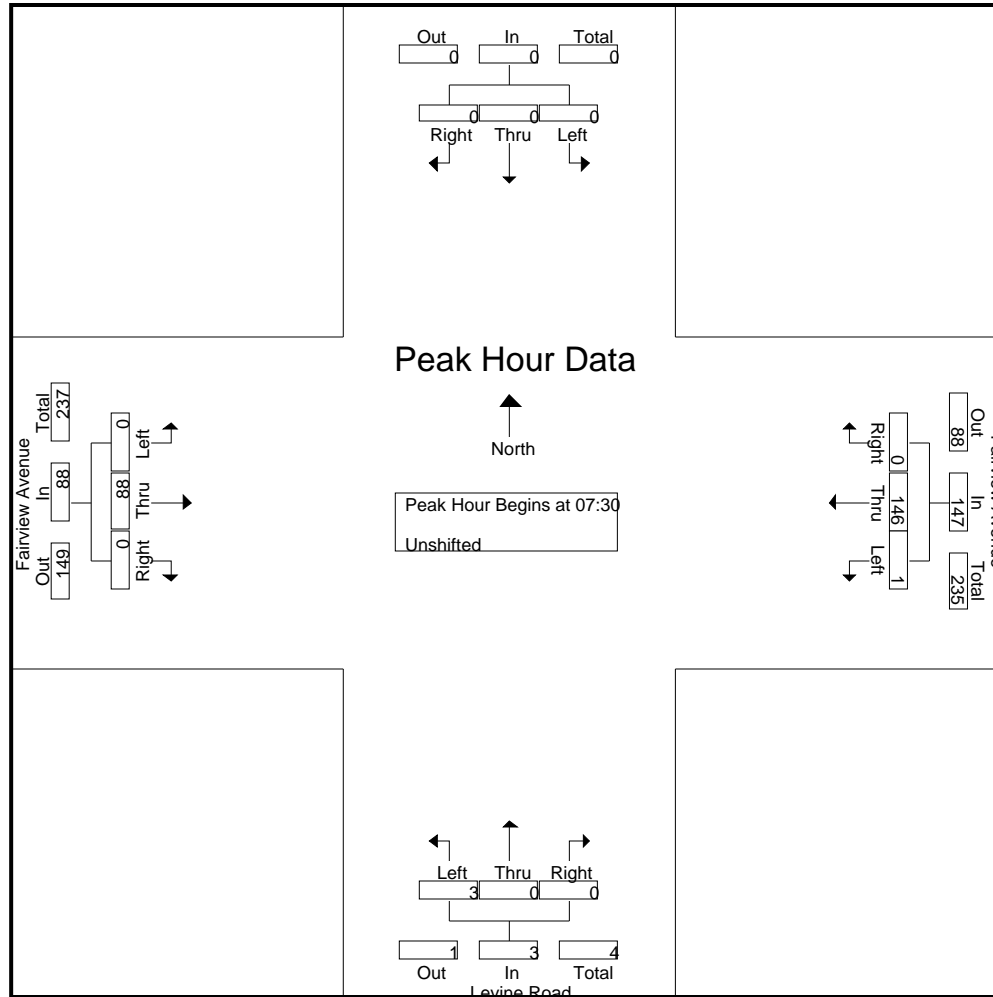 Out In Total
0 0 0
0 0 0
Right Thru Left
Peak Hour Data
North
Peak Hour Begins at 07:30
Unshifted
Fairview Avenue
Out In Total
149 88 237
Right Thru Left
0 88 0
Out In Total
88 147 235
Right Thru Left
0 146 1
Left Thru Right
3 0 0
1 3 4
Out In Total
Levine Road